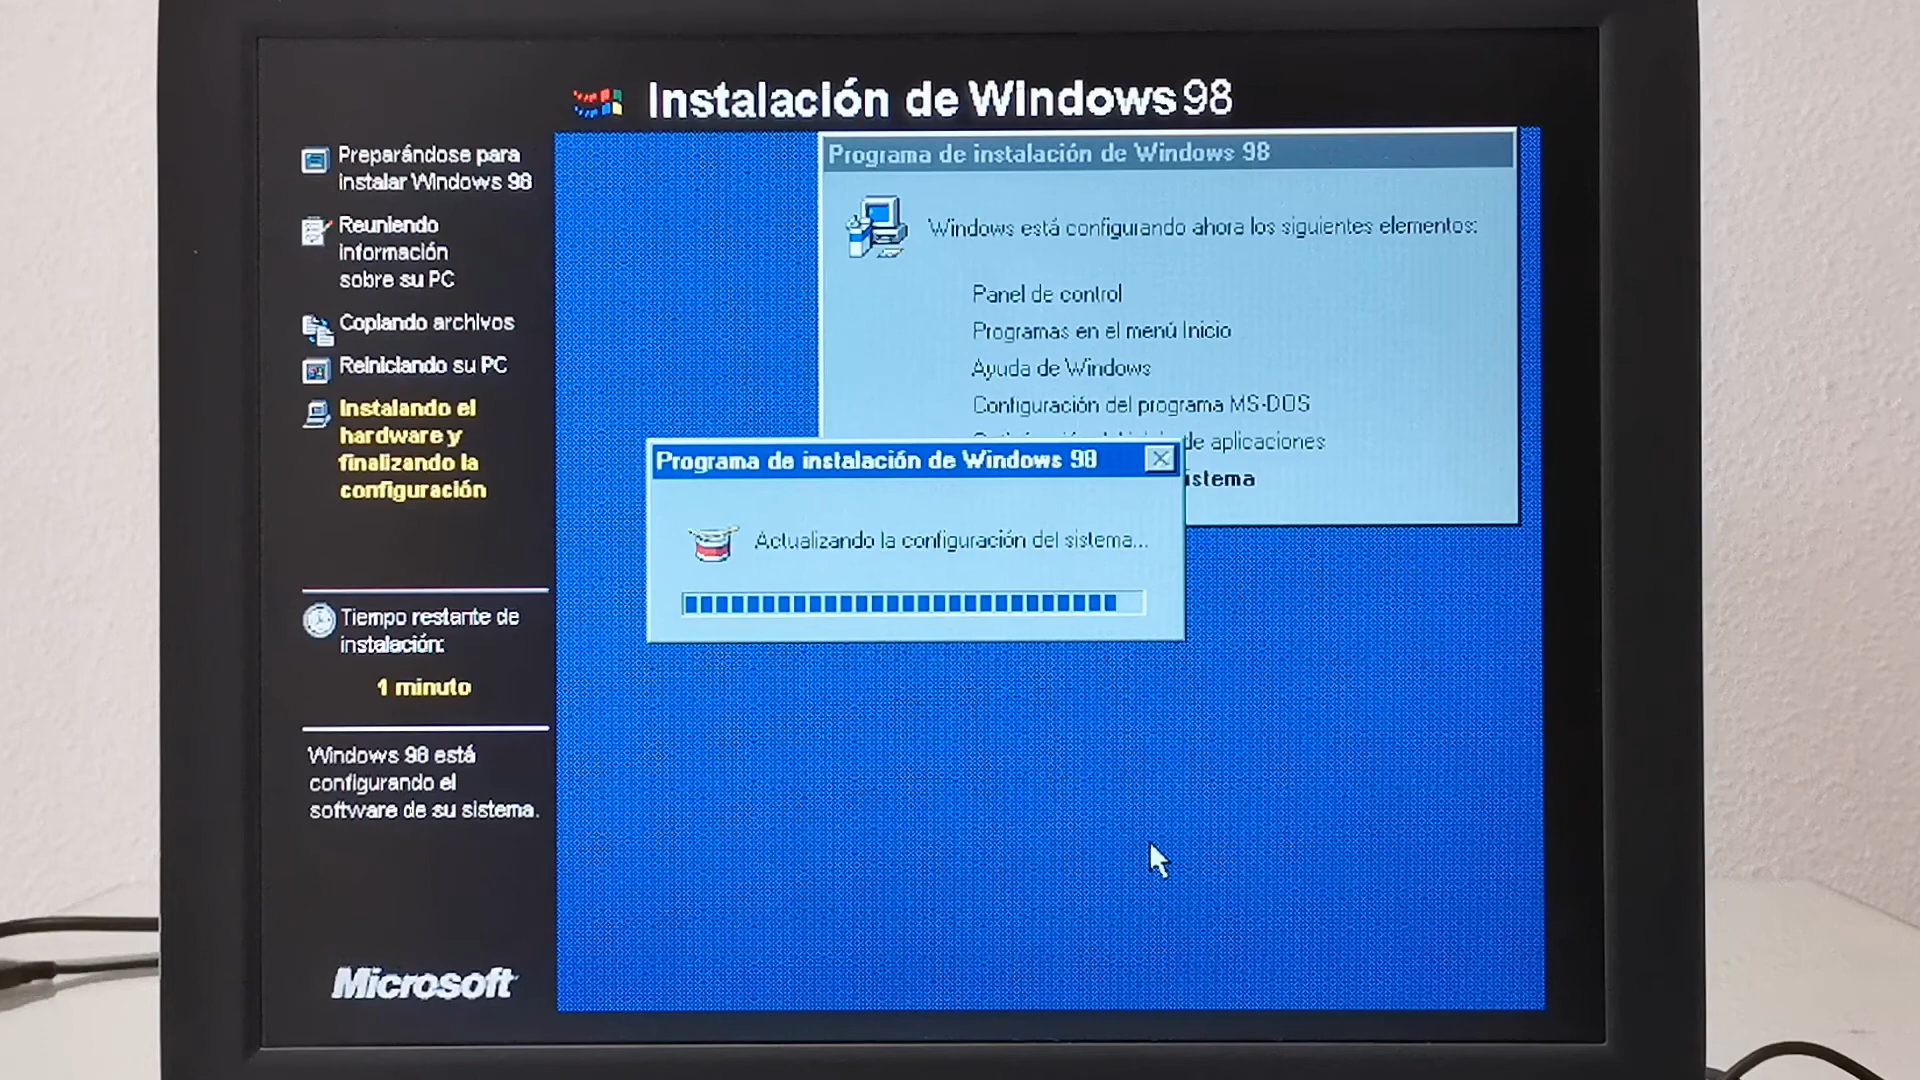 Instalación de Windows 98
Preparándose para
instalar Windows 98
Reuniendo
información
sobre su PC
Copiando archivos
Reiniciando su PC
Instalando el
hardware y
finalizando la
configuración
Tiempo restante de
instalación:
1 minuto
Windows 98 está
configurando el
software de su sistema.
Microsoft
Programa de instalación de Windows 98
Windows está configurando ahora los siguientes elementos:
Panel de control
Programas en el menú Inicio
Ayuda de Windows
Configuración del programa MS-DOS
de aplicaciones
Programa de instalación de Windows 98
Actualizando la configuración del sistema...